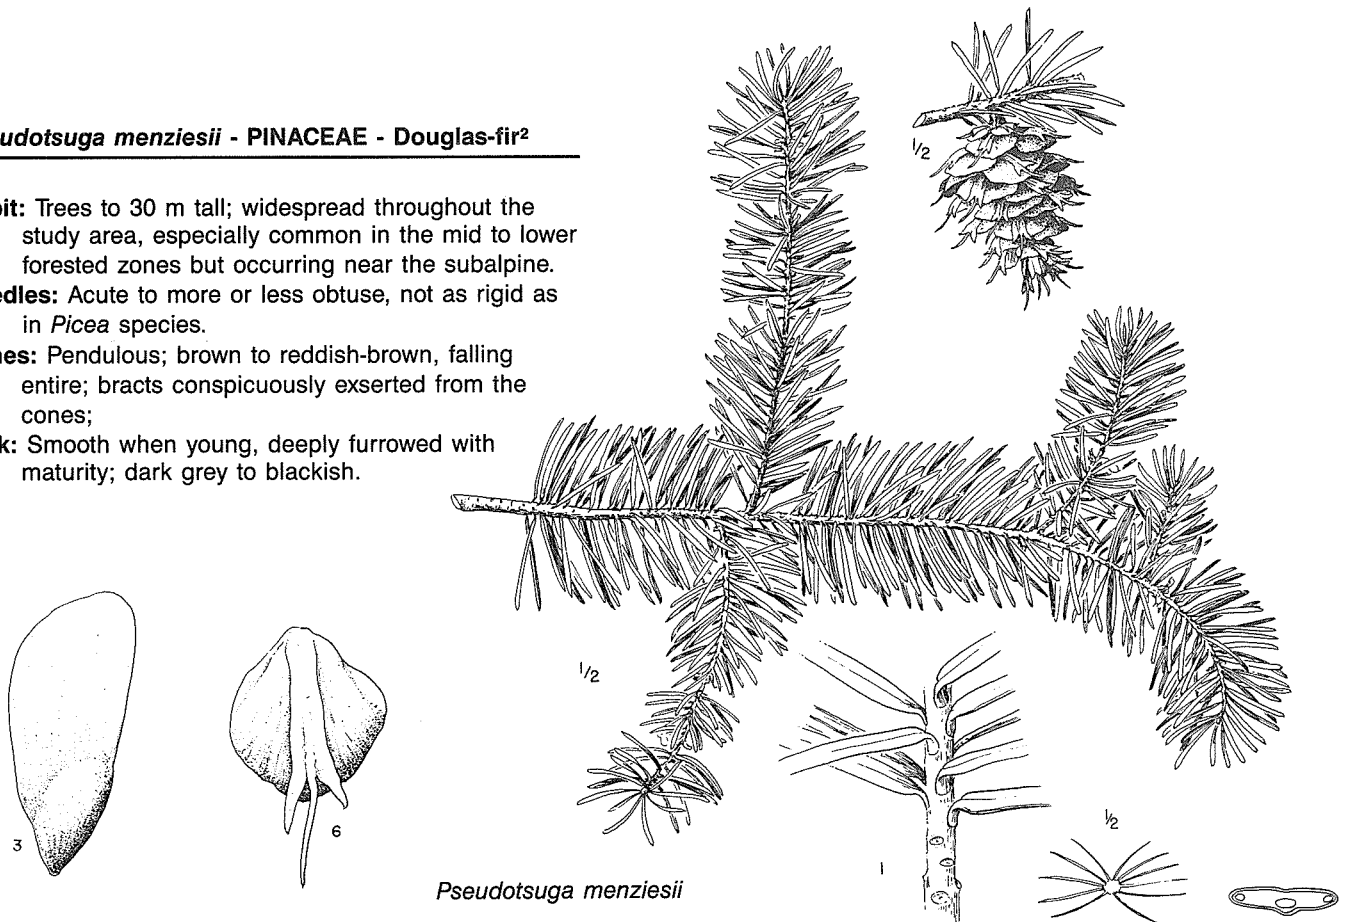 udotsuga menziesii - PINACEAE - Douglas-fir²
bit: Trees to 30 m tall; widespread throughout the
study area, especially common in the mid to lower
forested zones but occurring near the subalpine.
edles: Acute to more or less obtuse, not as rigid as
in Picea species.
nes: Pendulous; brown to reddish-brown, falling
entire; bracts conspicuously exserted from the
cones;
k: Smooth when young, deeply furrowed with
maturity; dark grey to blackish.
1/2
1/2
3
6
1
1/2
Pseudotsuga menziesii